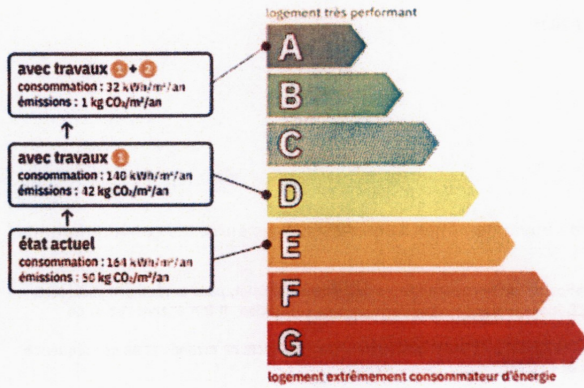 logement très performant
avec travaux 1 + 2
consommation : 32 kWh/m²/an
émissions : 1 kg CO₂/m²/an
avec travaux 1
consommation : 140 kWh/m²/an
émissions : 42 kg CO₂/m²/an
état actuel
consommation : 164 kWh/m²/an
émissions : 50 kg CO₂/m²/an
A
B
C
D
E
F
G
logement extrêmement consommateur d'énergie